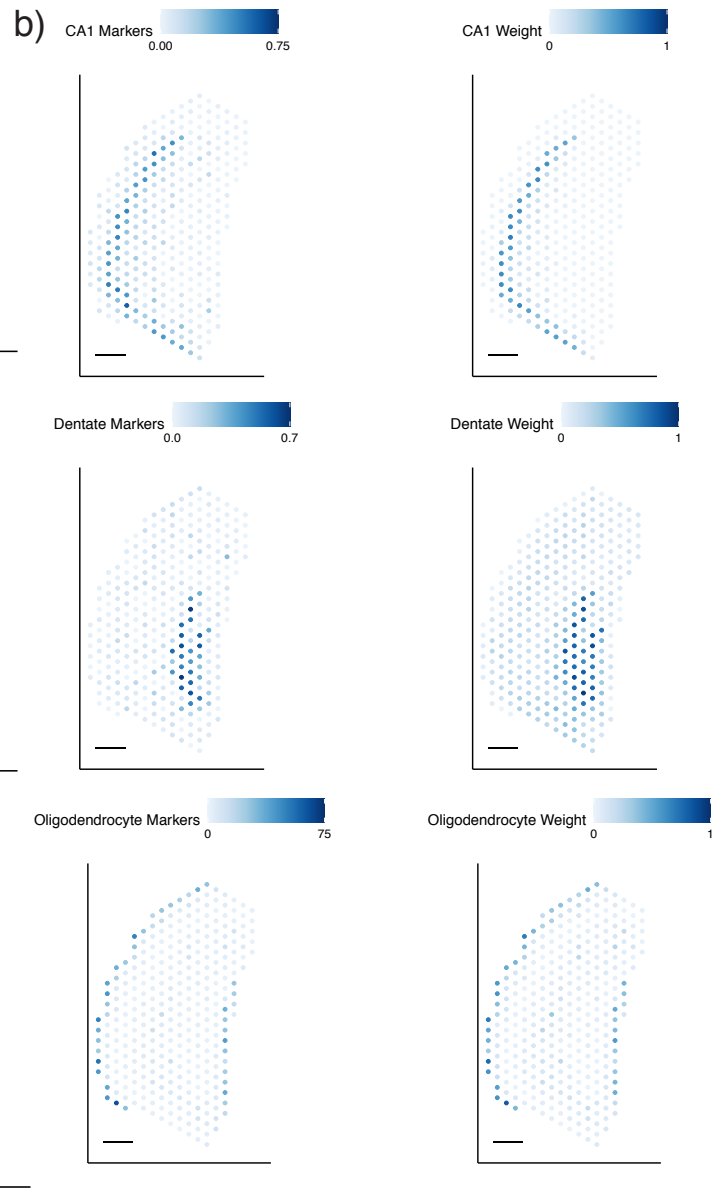 b)
CA1 Markers
0.00 0.75
CA1 Weight
0 1
Dentate Markers
0.0 0.7
Dentate Weight
0 1
Oligodendrocyte Markers
0 75
Oligodendrocyte Weight
0 1